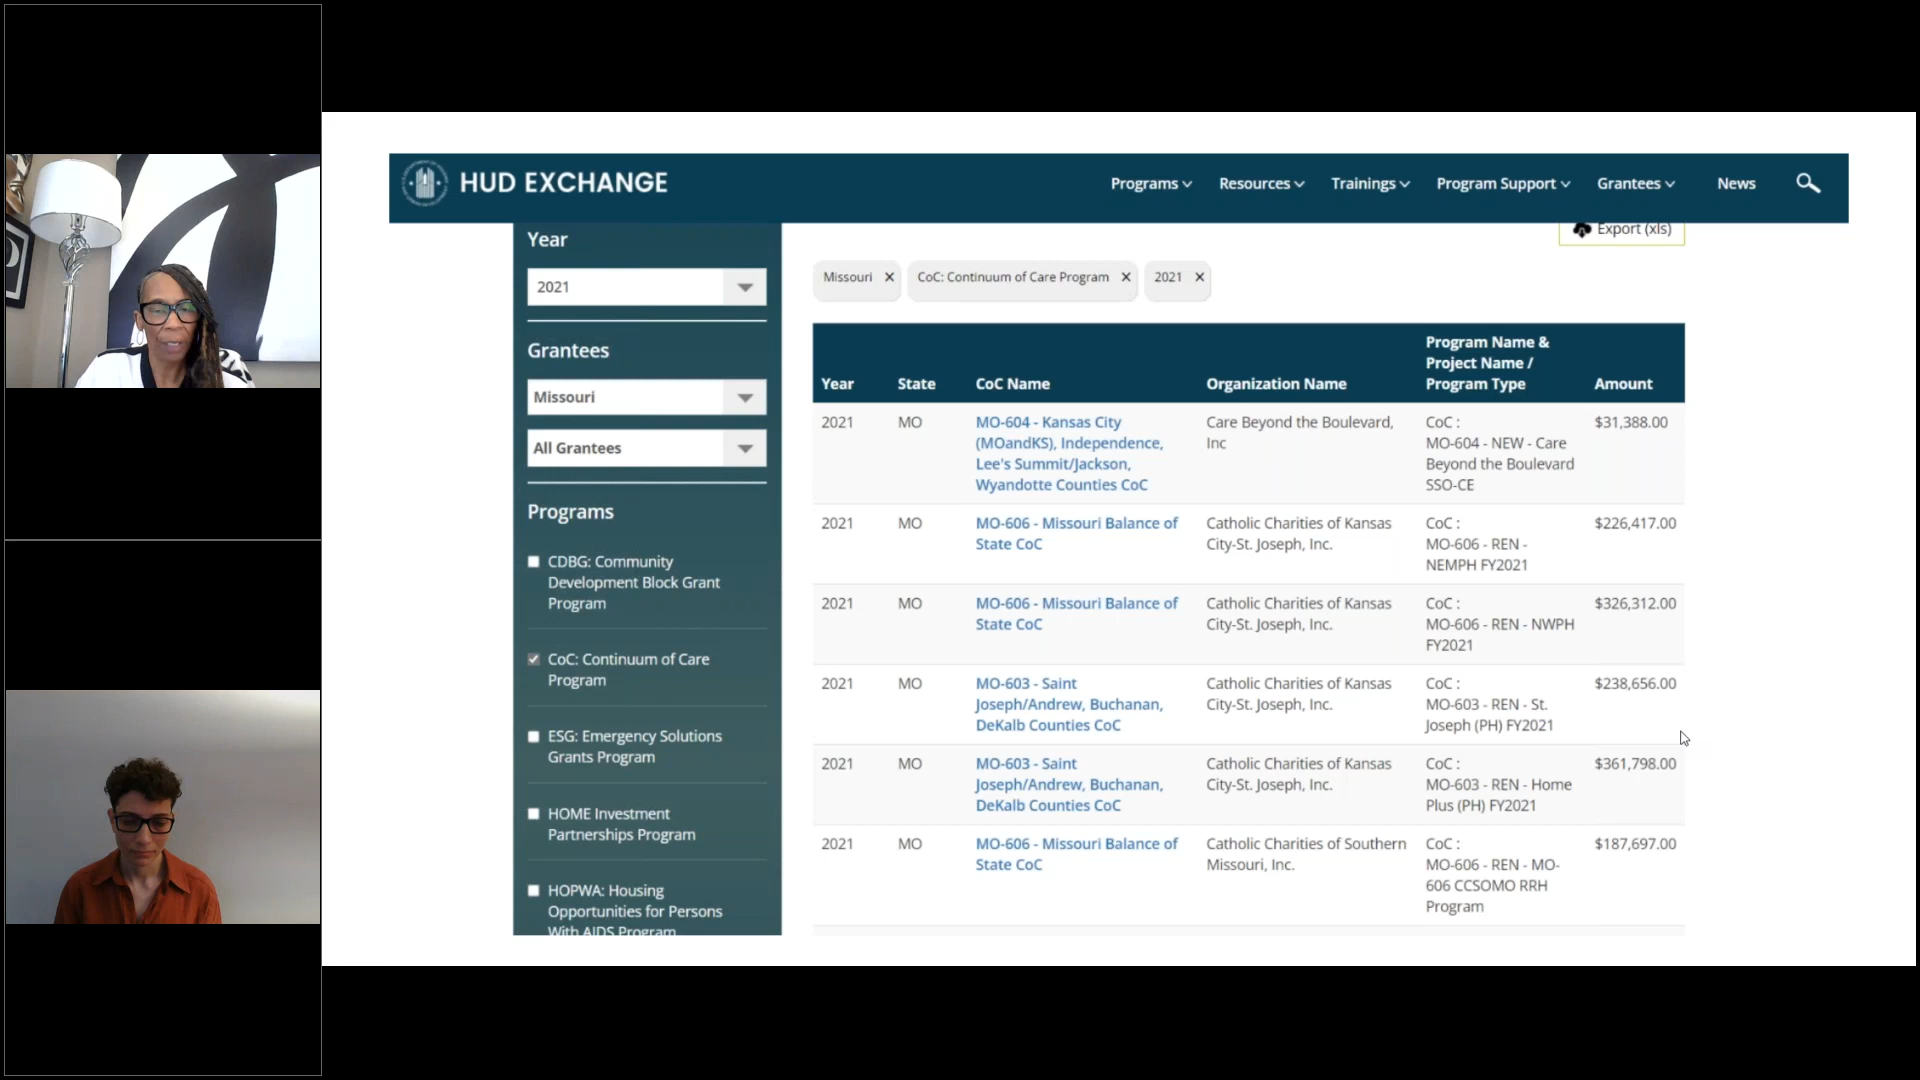 HUD EXCHANGE
Programs
Resources
Trainings
Program Support
Grantees
News
Year
2021
Grantees
Missouri
All Grantees
Programs
CDBG: Community
Development Block Grant
Program
CoC: Continuum of Care
Program
ESG: Emergency Solutions
Grants Program
HOME Investment
Partnerships Program
HOPWA: Housing
Opportunities for Persons
With AIDS Program
Export (xls)
Missouri ✕
CoC: Continuum of Care Program ✕
2021 ✕
Year
State
CoC Name
Organization Name
Program Name &
Project Name /
Program Type
Amount
2021
MO
MO-604 - Kansas City
(MOandKS), Independence,
Lee's Summit/Jackson,
Wyandotte Counties CoC
Care Beyond the Boulevard,
Inc
CoC :
MO-604 - NEW - Care
Beyond the Boulevard
SSO-CE
$31,388.00
2021
MO
MO-606 - Missouri Balance of
State CoC
Catholic Charities of Kansas
City-St. Joseph, Inc.
CoC :
MO-606 - REN -
NEMPH FY2021
$226,417.00
2021
MO
MO-606 - Missouri Balance of
State CoC
Catholic Charities of Kansas
City-St. Joseph, Inc.
CoC :
MO-606 - REN - NWPH
FY2021
$326,312.00
2021
MO
MO-603 - Saint
Joseph/Andrew, Buchanan,
DeKalb Counties CoC
Catholic Charities of Kansas
City-St. Joseph, Inc.
CoC :
MO-603 - REN - St.
Joseph (PH) FY2021
$238,656.00
2021
MO
MO-603 - Saint
Joseph/Andrew, Buchanan,
DeKalb Counties CoC
Catholic Charities of Kansas
City-St. Joseph, Inc.
CoC :
MO-603 - REN - Home
Plus (PH) FY2021
$361,798.00
2021
MO
MO-606 - Missouri Balance of
State CoC
Catholic Charities of Southern
Missouri, Inc.
CoC :
MO-606 - REN - MO-
606 CCSOMO RRH
Program
$187,697.00